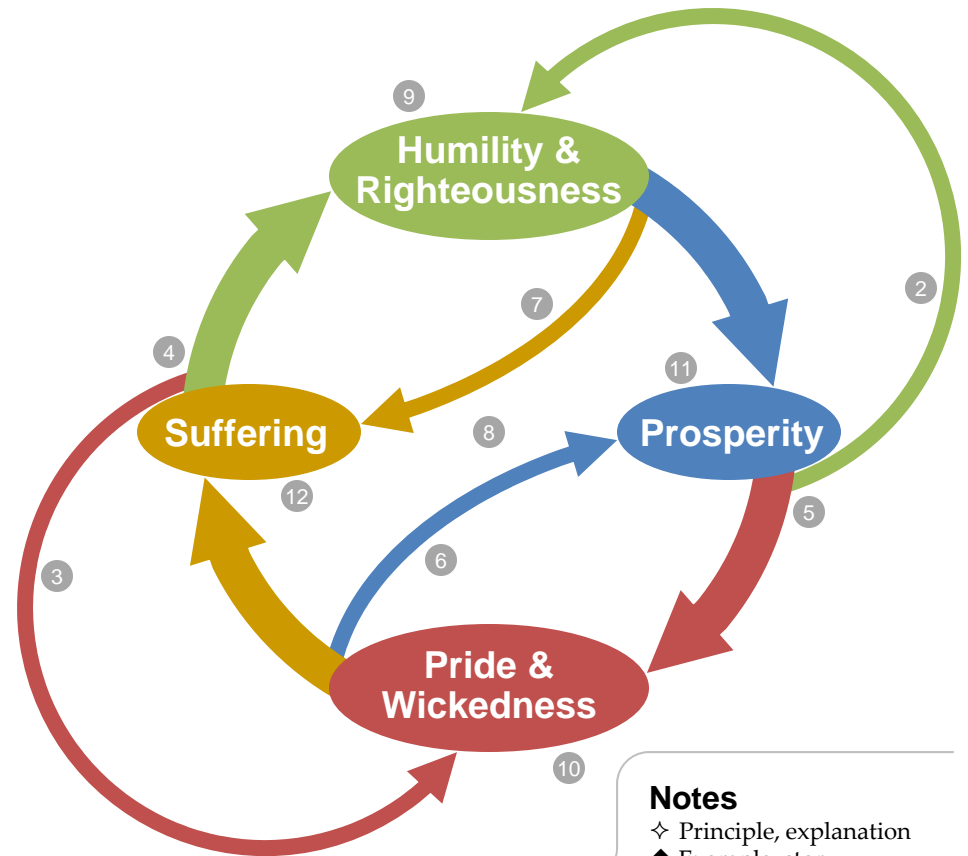 9
Humility &
Righteousness
2
7
4
11
Suffering
8
Prosperity
12
5
6
3
Pride &
Wickedness
10
Notes
✧ Principle, explanation